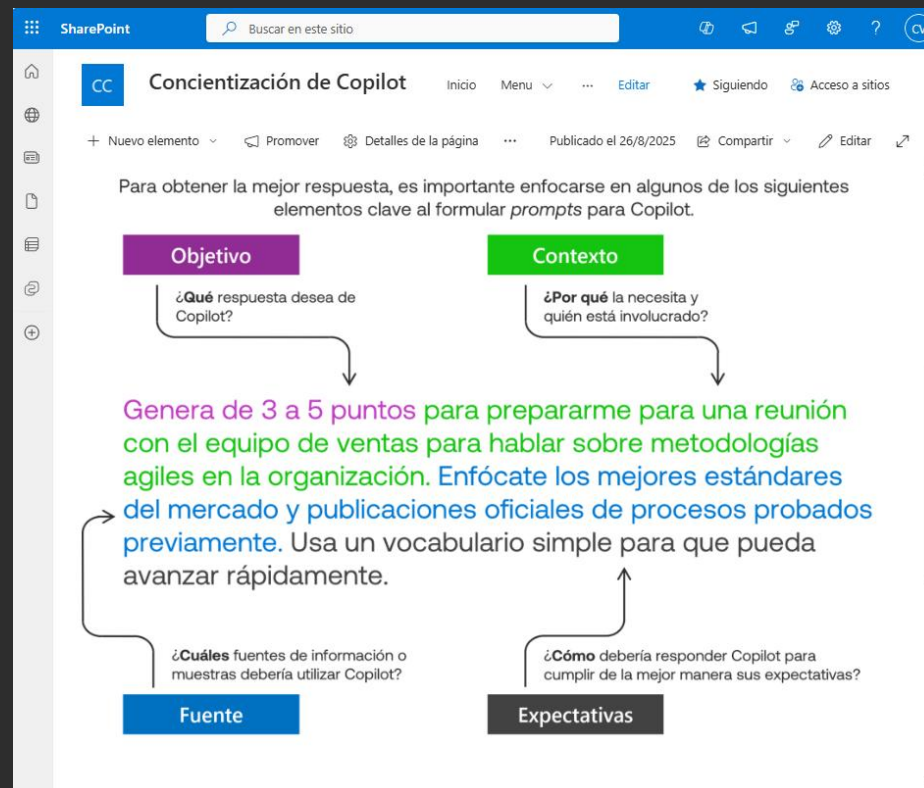 SharePoint
Buscar en este sitio
?
CC
Concientización de Copilot
Inicio
Menu
...
Editar
Siguiendo
Acceso a sitios
+ Nuevo elemento
Promover
Detalles de la página
...
Publicado el 26/8/2025
Compartir
Editar
Para obtener la mejor respuesta, es importante enfocarse en algunos de los siguientes
elementos clave al formular prompts para Copilot.
Objetivo
¿Qué respuesta desea de
Copilot?
Contexto
¿Por qué la necesita y
quién está involucrado?
Genera de 3 a 5 puntos para prepararme para una reunión
con el equipo de ventas para hablar sobre metodologías
agiles en la organización. Enfócate los mejores estándares
del mercado y publicaciones oficiales de procesos probados
previamente. Usa un vocabulario simple para que pueda
avanzar rápidamente.
¿Cuáles fuentes de información o
muestras debería utilizar Copilot?
Fuente
¿Cómo debería responder Copilot para
cumplir de la mejor manera sus expectativas?
Expectativas